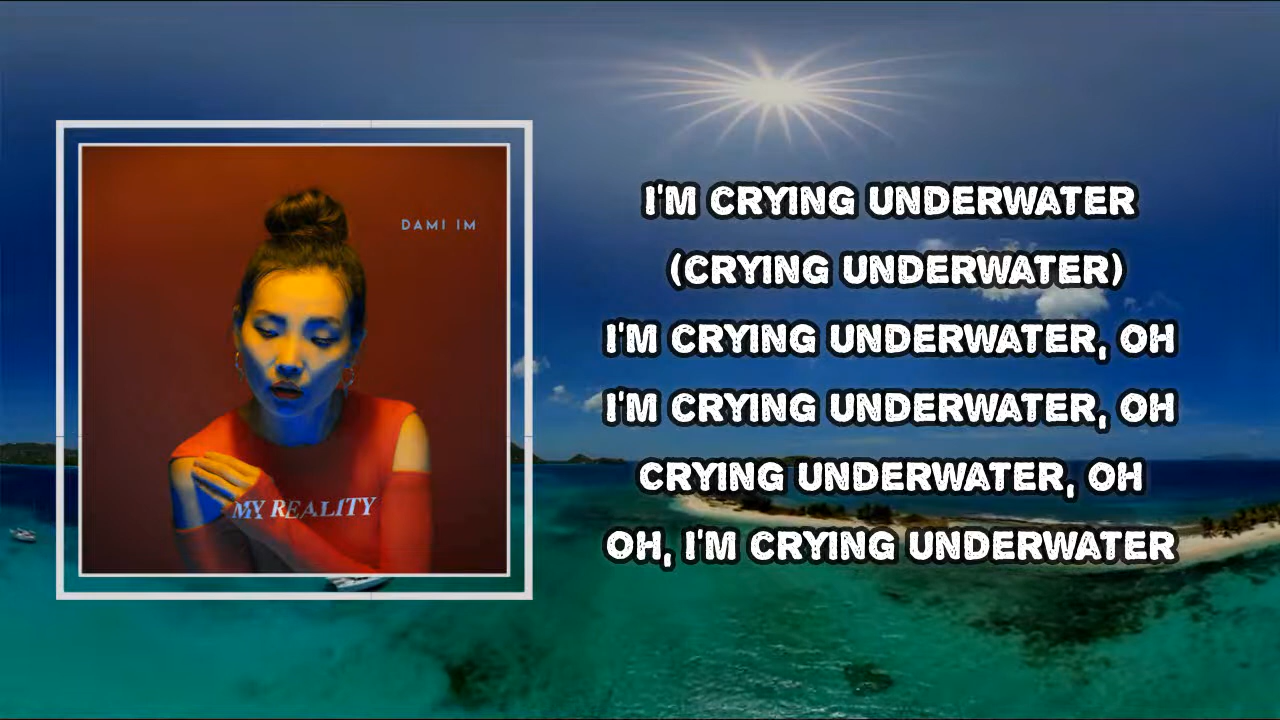 DAMI IM
MY REALITY
I'M CRYING UNDERWATER
(CRYING UNDERWATER)
I'M CRYING UNDERWATER, OH
I'M CRYING UNDERWATER, OH
CRYING UNDERWATER, OH
OH, I'M CRYING UNDERWATER